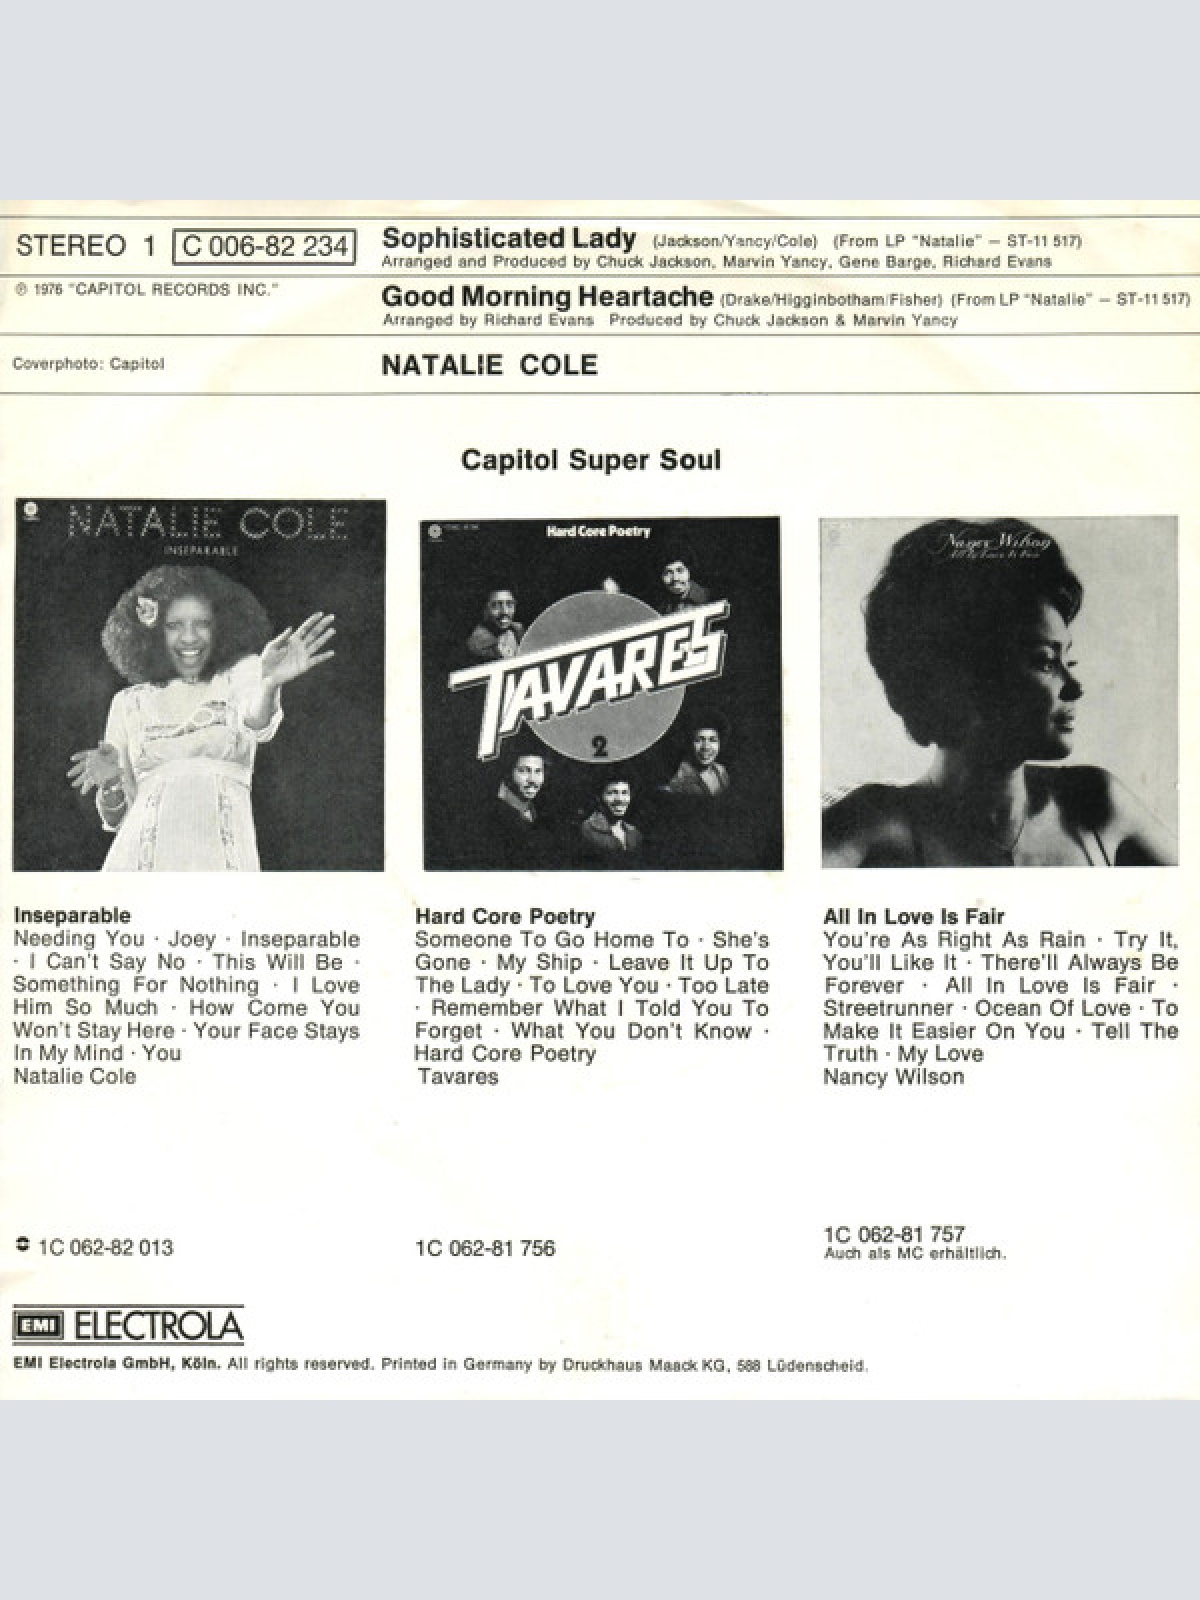 STEREO 1 C 006-82 234
Sophisticated Lady (Jackson/Yancy/Cole) (From LP "Natalie" – ST-11 517)
Arranged and Produced by Chuck Jackson, Marvin Yancy, Gene Barge, Richard Evans
℗ 1976 "CAPITOL RECORDS INC."
Good Morning Heartache (Drake/Higginbotham/Fisher) (From LP "Natalie" – ST-11 517)
Arranged by Richard Evans Produced by Chuck Jackson & Marvin Yancy
Coverphoto: Capitol
NATALIE COLE
Capitol Super Soul
NATALIE COLE
INSEPARABLE
Hard Core Poetry
TAVARES
2
Nancy Wilson
All In Love Is Fair
Inseparable
Needing You · Joey · Inseparable
· I Can't Say No · This Will Be ·
Something For Nothing · I Love
Him So Much · How Come You
Won't Stay Here · Your Face Stays
In My Mind · You
Natalie Cole
1C 062-82 013
Hard Core Poetry
Someone To Go Home To · She's
Gone · My Ship · Leave It Up To
The Lady · To Love You · Too Late
· Remember What I Told You To
Forget · What You Don't Know ·
Hard Core Poetry
Tavares
1C 062-81 756
All In Love Is Fair
You're As Right As Rain · Try It,
You'll Like It · There'll Always Be
Forever · All In Love Is Fair ·
Streetrunner · Ocean Of Love · To
Make It Easier On You · Tell The
Truth · My Love
Nancy Wilson
1C 062-81 757
Auch als MC erhältlich.
EMI ELECTROLA
EMI Electrola GmbH, Köln. All rights reserved. Printed in Germany by Druckhaus Maack KG, 588 Lüdenscheid.